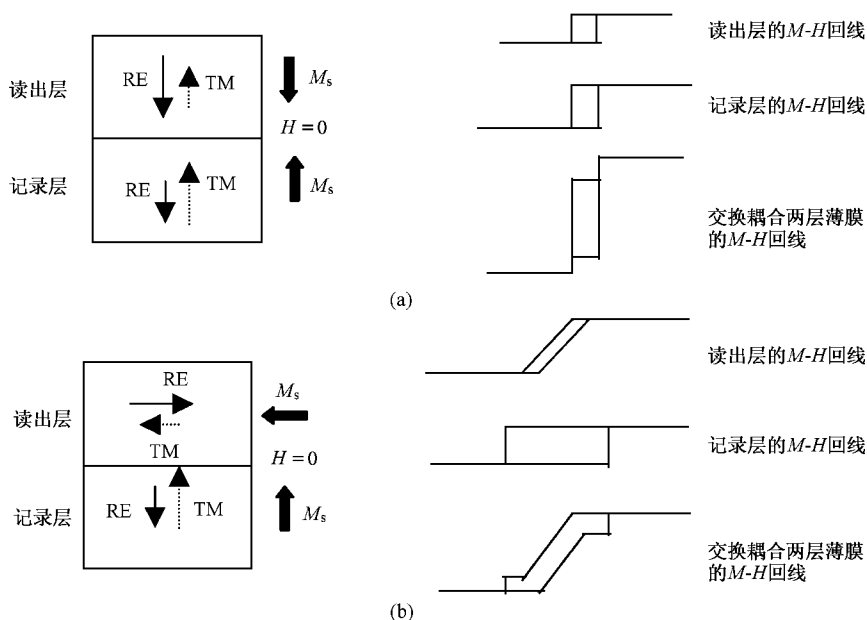 读出层
RE
TM
Ms
H = 0
记录层
RE
TM
Ms
读出层的M-H回线
记录层的M-H回线
交换耦合两层薄膜
的M-H回线
(a)
读出层
RE
TM
Ms
H = 0
记录层
RE
TM
Ms
读出层的M-H回线
记录层的M-H回线
交换耦合两层薄膜
的M-H回线
(b)